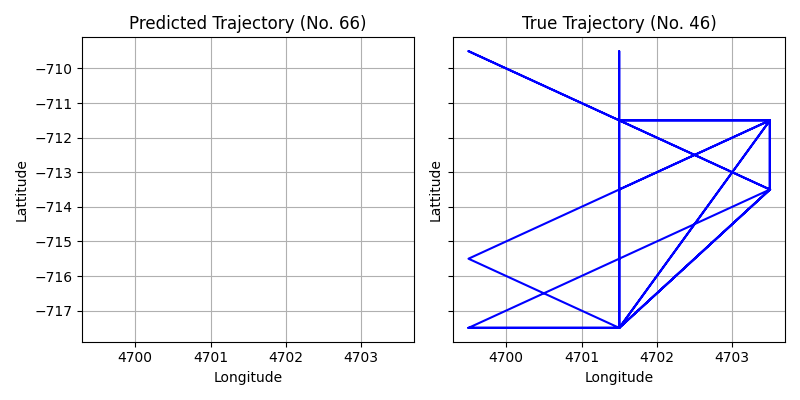 Predicted Trajectory (No. 66)
True Trajectory (No. 46)
Lattitude
−710
−711
−712
−713
−714
−715
−716
−717
4700
4701
4702
4703
Longitude
Lattitude
4700
4701
4702
4703
Longitude